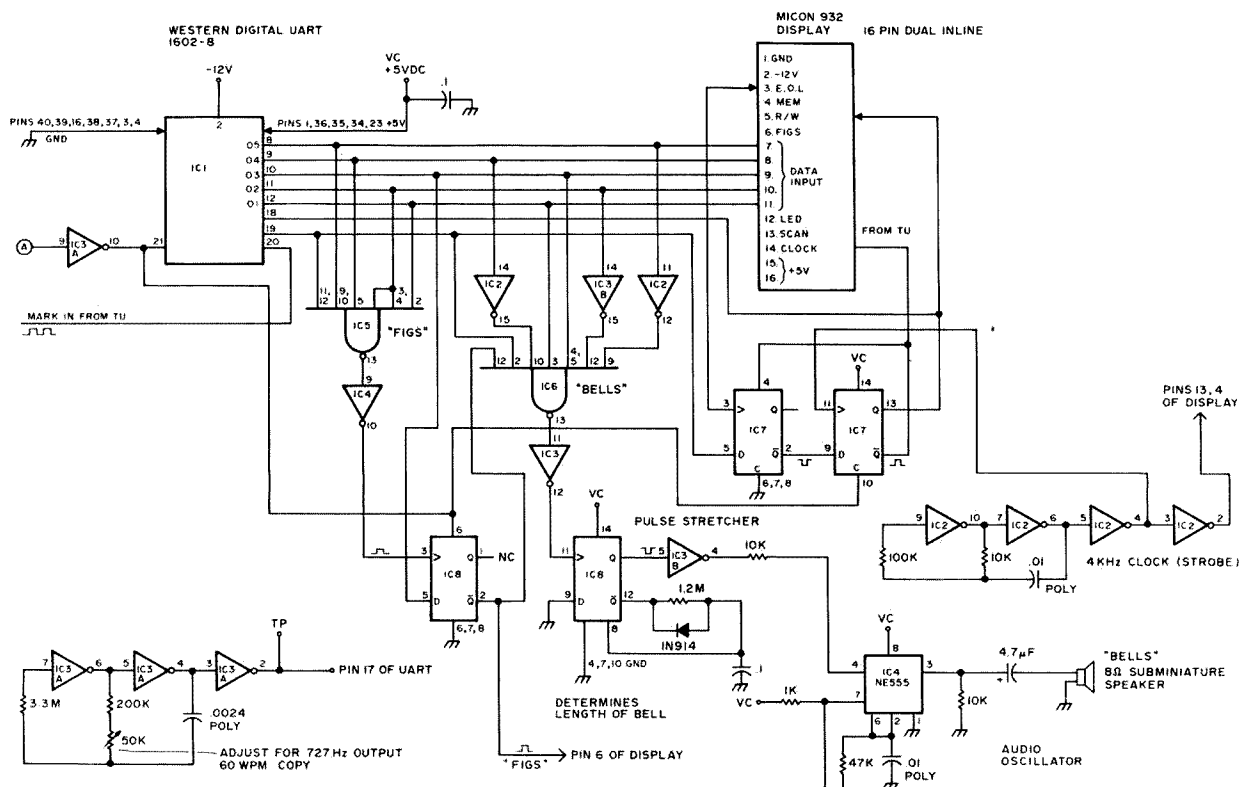 WESTERN DIGITAL UART
1602-8
-12V
VC
+5VDC
.1
MICON 932
DISPLAY
16 PIN DUAL INLINE
1. GND
2. -12V
3. E.O.L
4 MEM
5. R/W
6. FIGS
7.
8.
9.
10.
11.
DATA
INPUT
12. LED
13. SCAN
14. CLOCK
15.
16
+5V
PINS 40,39,16,38,37,3,4
GND
2
PINS 1,36,35,34,23 +5V
IC1
05
04
03
02
01
8
9
10
11
12
18
19
20
21
A
9
IC3
A
10
FROM TU
MARK IN FROM TU
11,
12
9,
10
5
3,
4
2
IC5
"FIGS"
13
14
IC2
15
14
IC3
B
15
11
IC2
12
12
2
10
3
4,
5
12
9
IC6
"BELLS"
13
9
IC4
10
11
IC3
12
4
3
>
Q
IC7
5
D
Q
2
C
6,7,8
VC
14
11
>
Q
13
IC7
9
D
Q
C
10
PINS 13, 4
OF DISPLAY
9
IC2
10
7
IC2
6
5
IC2
4
3
IC2
2
100K
10K
.01
POLY
4KHz CLOCK (STROBE)
6
3
>
Q
1
NC
IC8
5
D
Q
2
6,7,8
VC
14
PULSE STRETCHER
11
>
Q
5
IC3
B
4
10K
IC8
9
D
Q
12
8
4,7,10 GND
1.2M
1N914
.1
DETERMINES
LENGTH OF BELL
TP
7
IC3
A
6
5
IC3
A
4
3
IC3
A
2
PIN 17 OF UART
3.3M
200K
.0024
POLY
50K
ADJUST FOR 727 Hz OUTPUT
60 WPM COPY
"FIGS"
PIN 6 OF DISPLAY
VC
8
4
IC4
NE555
3
7
6
2
1
VC
1K
47K
.01
POLY
10K
4.7µF
+
"BELLS"
8Ω SUBMINIATURE
SPEAKER
AUDIO
OSCILLATOR